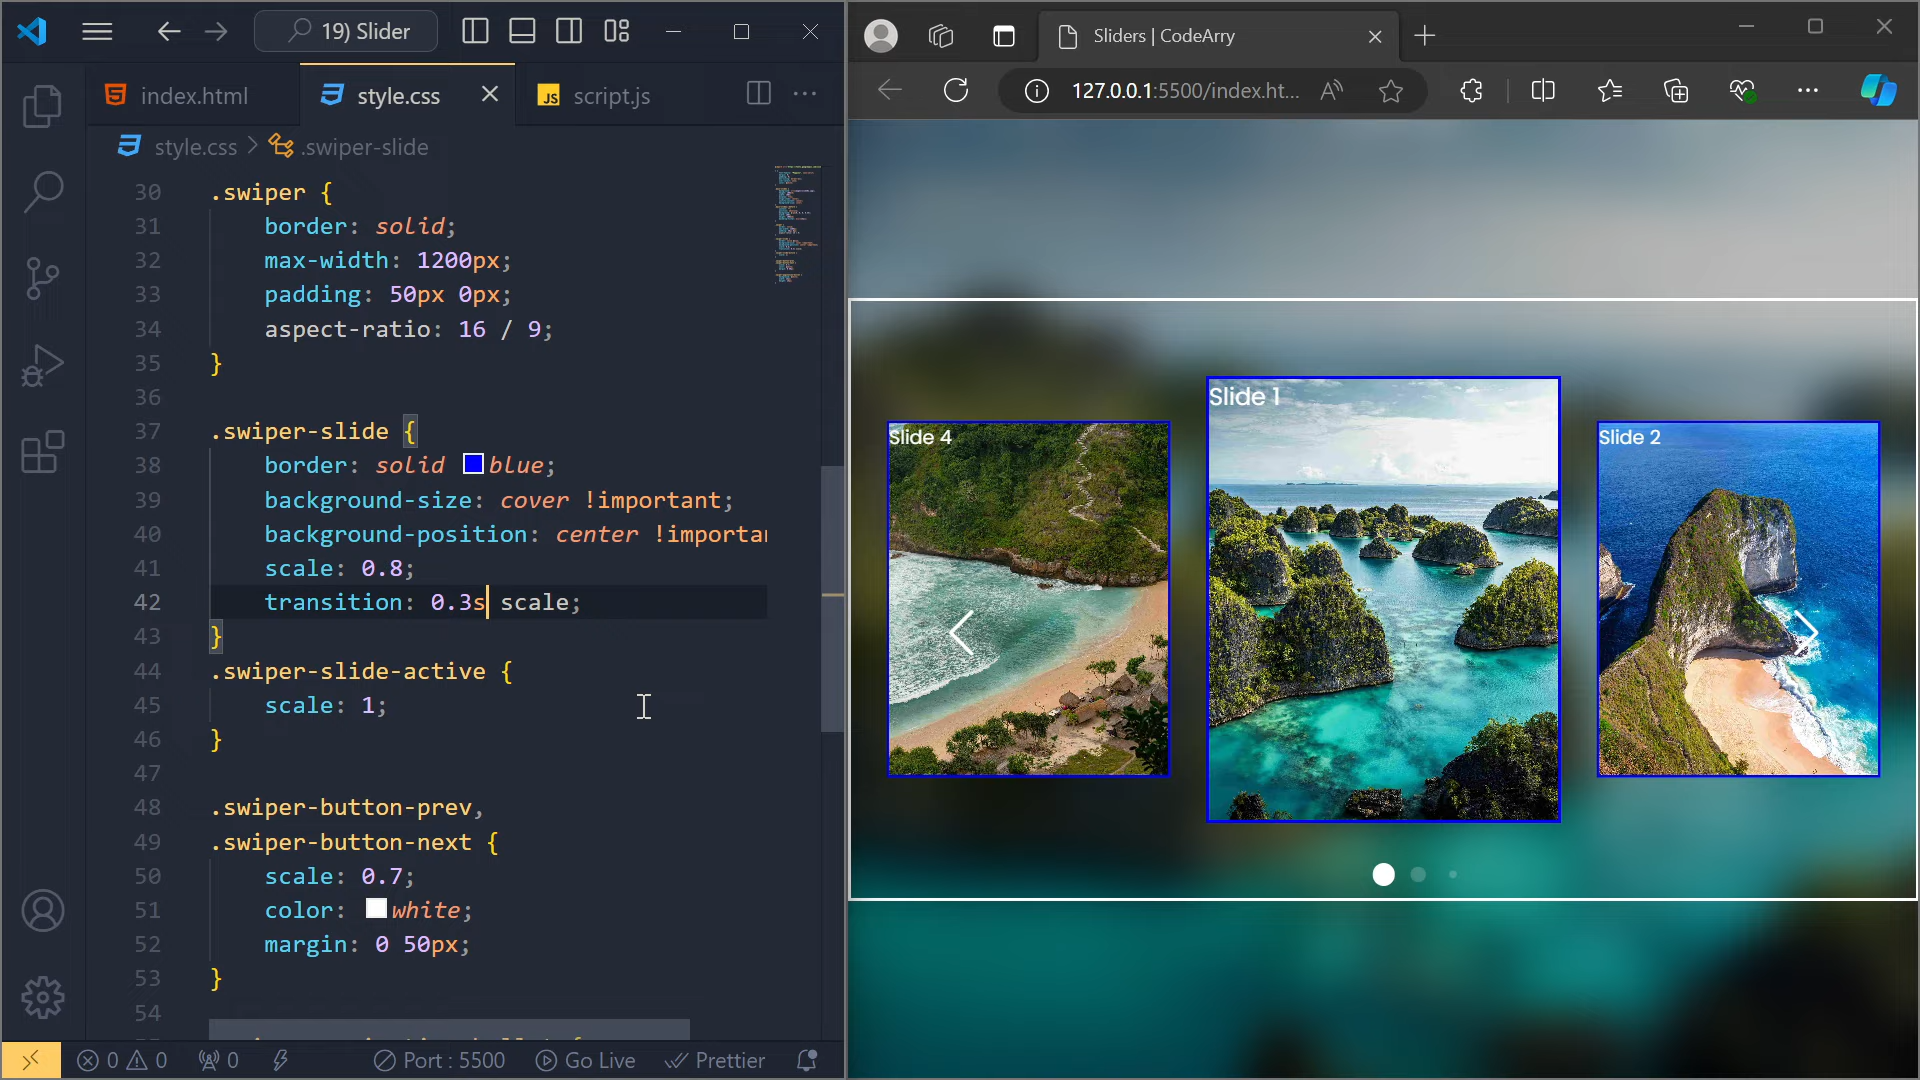 19) Slider
index.html
style.css
JS script.js
style.css > .swiper-slide
30 .swiper {
31 border: solid;
32 max-width: 1200px;
33 padding: 50px 0px;
34 aspect-ratio: 16 / 9;
35 }
36
37 .swiper-slide {
38 border: solid blue;
39 background-size: cover !important;
40 background-position: center !importan
41 scale: 0.8;
42 transition: 0.3s scale;
43 }
44 .swiper-slide-active {
45 scale: 1;
46 }
47
48 .swiper-button-prev,
49 .swiper-button-next {
50 scale: 0.7;
51 color: white;
52 margin: 0 50px;
53 }
54
0 0 0 Port : 5500 Go Live Prettier
Sliders | CodeArry
127.0.0.1:5500/index.ht...
Slide 4
Slide 1
Slide 2